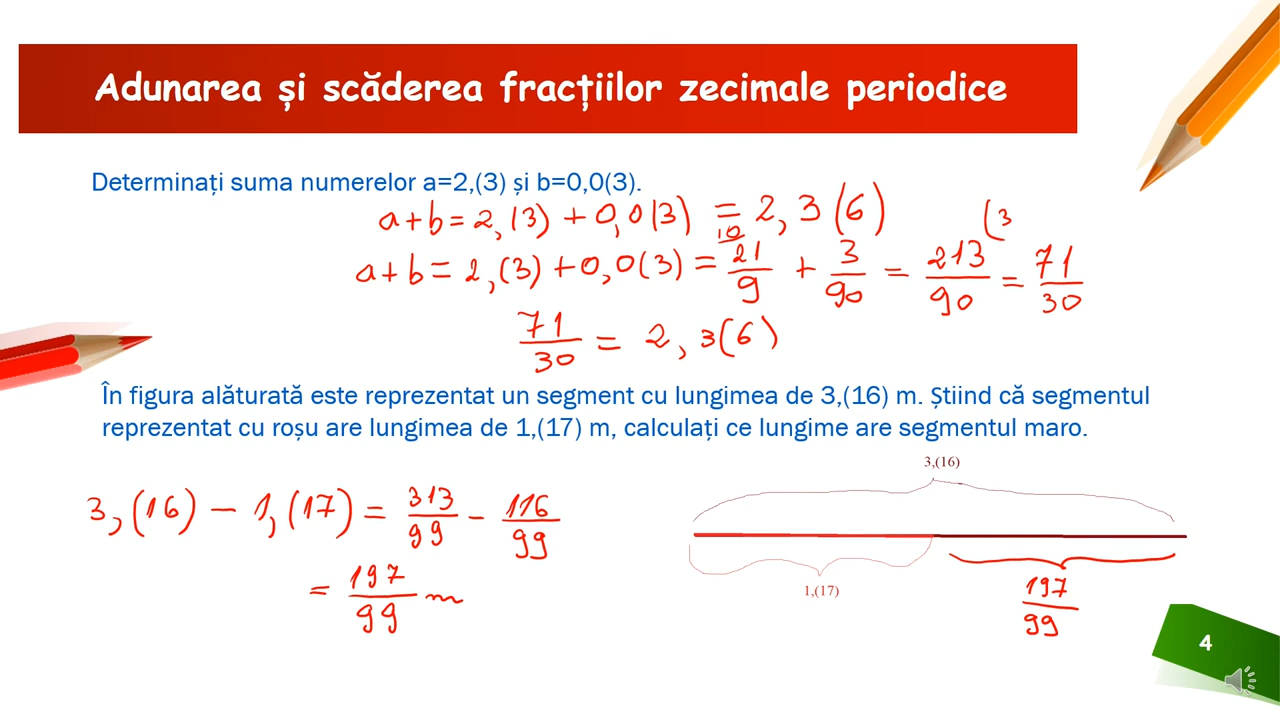 Adunarea și scăderea fracțiilor zecimale periodice
Determinați suma numerelor a=2,(3) și b=0,0(3).
a+b = 2,(3) + 0,0(3) = 2,3(6) (3
a+b = 2,(3) + 0,0(3) = 10/ 21/9 + 3/90 = 213/90 = 71/30
71/30 = 2,3(6)
În figura alăturată este reprezentat un segment cu lungimea de 3,(16) m. Știind că segmentul
reprezentat cu roșu are lungimea de 1,(17) m, calculați ce lungime are segmentul maro.
3,(16)
3,(16) − 1,(17) = 313/99 − 116/99
= 197/99 m
1,(17)
197/99
4